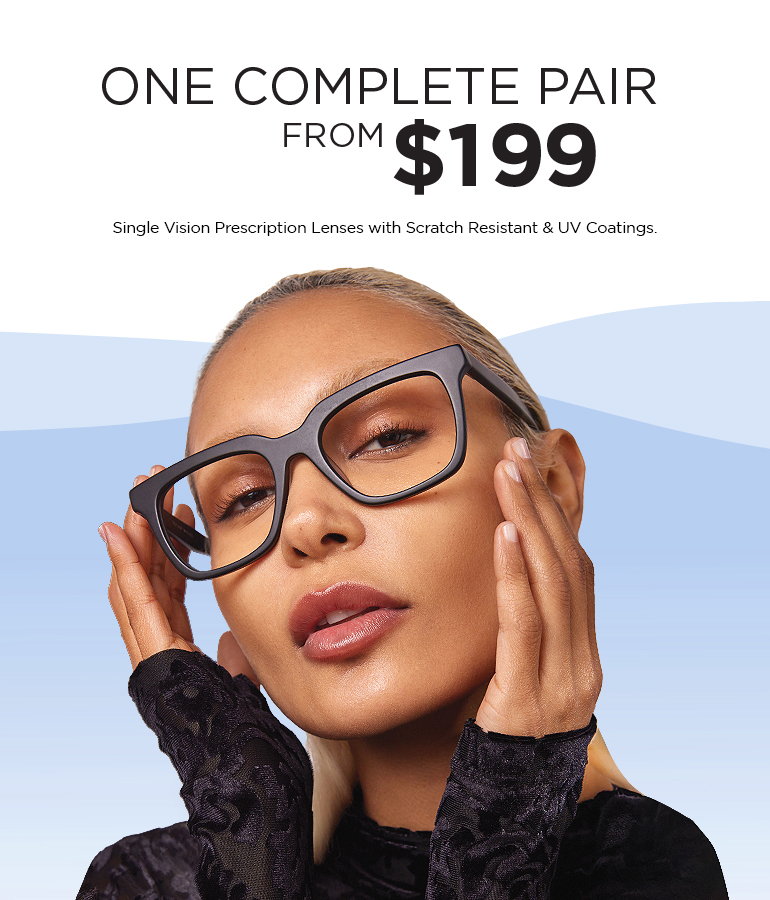 ONE COMPLETE PAIR
FROM $199
Single Vision Prescription Lenses with Scratch Resistant & UV Coatings.